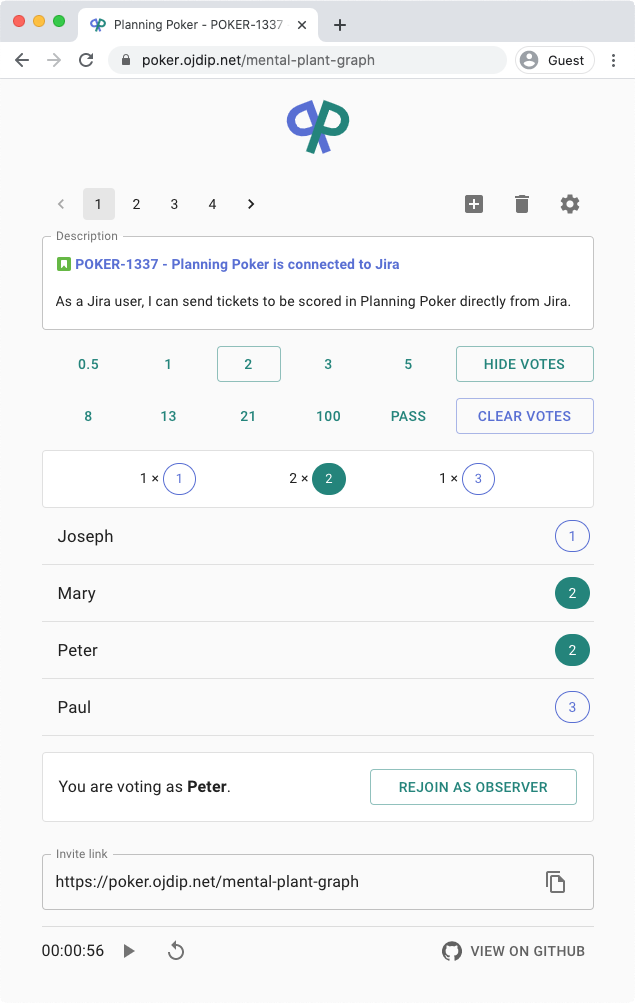 Planning Poker - POKER-1337
poker.ojdip.net/mental-plant-graph
Guest
1 2 3 4
Description
POKER-1337 - Planning Poker is connected to Jira
As a Jira user, I can send tickets to be scored in Planning Poker directly from Jira.
0.5 1 2 3 5 HIDE VOTES
8 13 21 100 PASS CLEAR VOTES
1 × 1 2 × 2 1 × 3
Joseph 1
Mary 2
Peter 2
Paul 3
You are voting as Peter. REJOIN AS OBSERVER
Invite link
https://poker.ojdip.net/mental-plant-graph
00:00:56 VIEW ON GITHUB